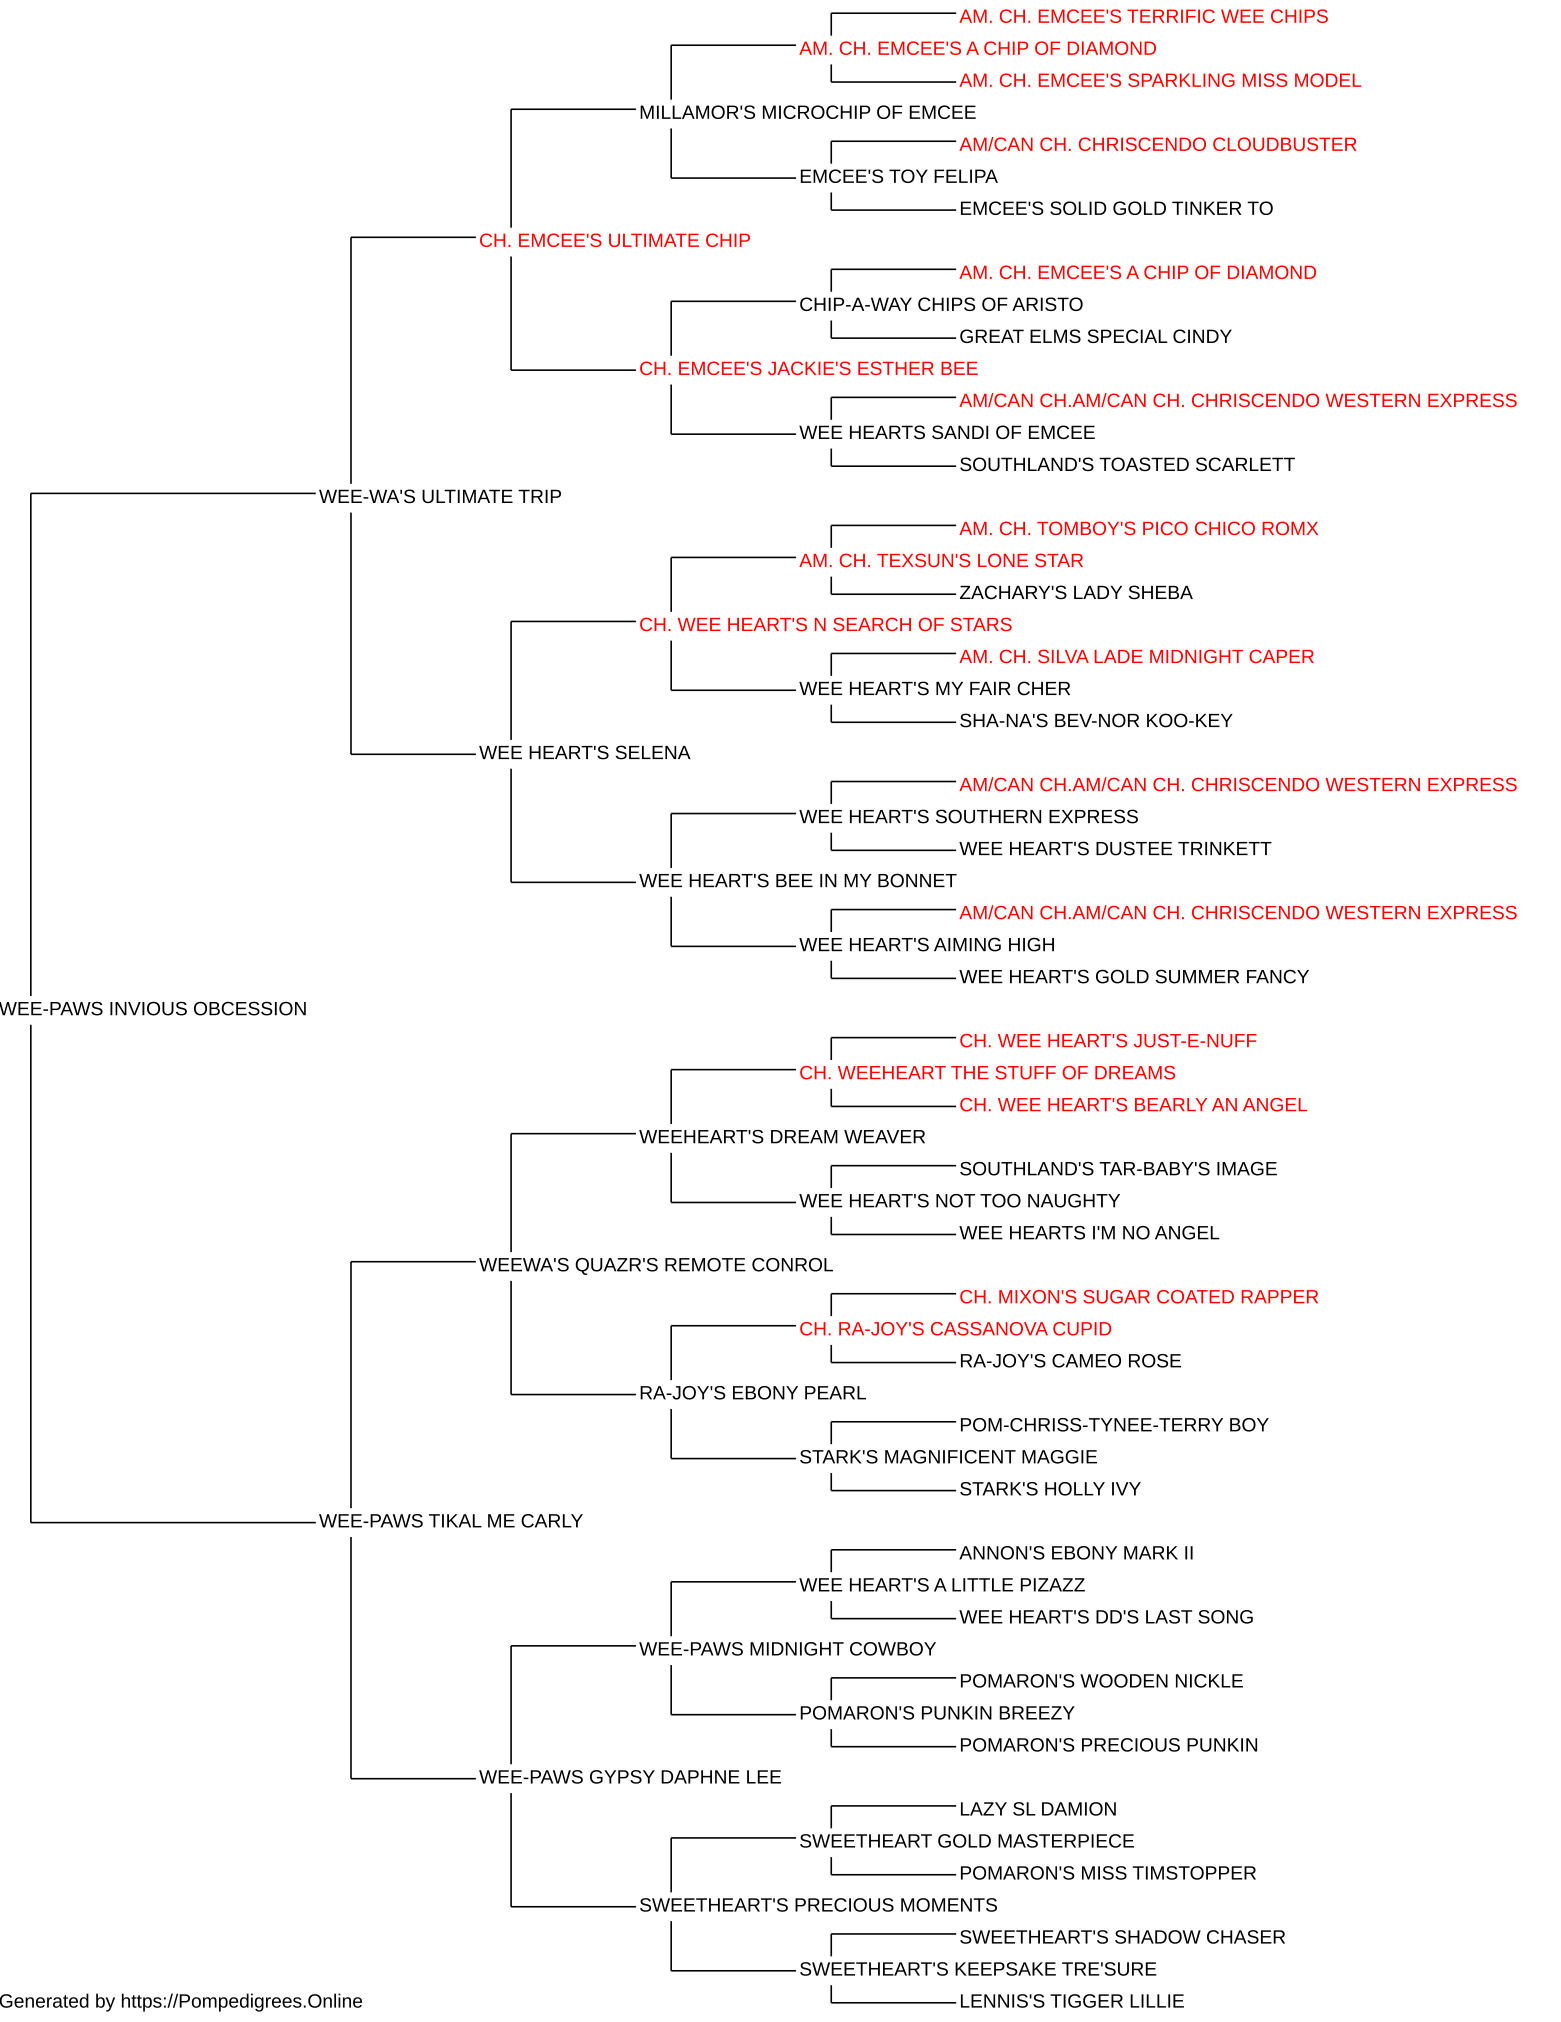 AM. CH. EMCEE'S TERRIFIC WEE CHIPS
AM. CH. EMCEE'S A CHIP OF DIAMOND
AM. CH. EMCEE'S SPARKLING MISS MODEL
MILLAMOR'S MICROCHIP OF EMCEE
AM/CAN CH. CHRISCENDO CLOUDBUSTER
EMCEE'S TOY FELIPA
EMCEE'S SOLID GOLD TINKER TO
CH. EMCEE'S ULTIMATE CHIP
AM. CH. EMCEE'S A CHIP OF DIAMOND
CHIP-A-WAY CHIPS OF ARISTO
GREAT ELMS SPECIAL CINDY
CH. EMCEE'S JACKIE'S ESTHER BEE
AM/CAN CH.AM/CAN CH. CHRISCENDO WESTERN EXPRESS
WEE HEARTS SANDI OF EMCEE
SOUTHLAND'S TOASTED SCARLETT
WEE-WA'S ULTIMATE TRIP
AM. CH. TOMBOY'S PICO CHICO ROMX
AM. CH. TEXSUN'S LONE STAR
ZACHARY'S LADY SHEBA
CH. WEE HEART'S N SEARCH OF STARS
AM. CH. SILVA LADE MIDNIGHT CAPER
WEE HEART'S MY FAIR CHER
SHA-NA'S BEV-NOR KOO-KEY
WEE HEART'S SELENA
AM/CAN CH.AM/CAN CH. CHRISCENDO WESTERN EXPRESS
WEE HEART'S SOUTHERN EXPRESS
WEE HEART'S DUSTEE TRINKETT
WEE HEART'S BEE IN MY BONNET
AM/CAN CH.AM/CAN CH. CHRISCENDO WESTERN EXPRESS
WEE HEART'S AIMING HIGH
WEE HEART'S GOLD SUMMER FANCY
WEE-PAWS INVIOUS OBCESSION
CH. WEE HEART'S JUST-E-NUFF
CH. WEEHEART THE STUFF OF DREAMS
CH. WEE HEART'S BEARLY AN ANGEL
WEEHEART'S DREAM WEAVER
SOUTHLAND'S TAR-BABY'S IMAGE
WEE HEART'S NOT TOO NAUGHTY
WEE HEARTS I'M NO ANGEL
WEEWA'S QUAZR'S REMOTE CONROL
CH. MIXON'S SUGAR COATED RAPPER
CH. RA-JOY'S CASSANOVA CUPID
RA-JOY'S CAMEO ROSE
RA-JOY'S EBONY PEARL
POM-CHRISS-TYNEE-TERRY BOY
STARK'S MAGNIFICENT MAGGIE
STARK'S HOLLY IVY
WEE-PAWS TIKAL ME CARLY
ANNON'S EBONY MARK II
WEE HEART'S A LITTLE PIZAZZ
WEE HEART'S DD'S LAST SONG
WEE-PAWS MIDNIGHT COWBOY
POMARON'S WOODEN NICKLE
POMARON'S PUNKIN BREEZY
POMARON'S PRECIOUS PUNKIN
WEE-PAWS GYPSY DAPHNE LEE
LAZY SL DAMION
SWEETHEART GOLD MASTERPIECE
POMARON'S MISS TIMSTOPPER
SWEETHEART'S PRECIOUS MOMENTS
SWEETHEART'S SHADOW CHASER
SWEETHEART'S KEEPSAKE TRE'SURE
LENNIS'S TIGGER LILLIE
Generated by https://Pompedigrees.Online